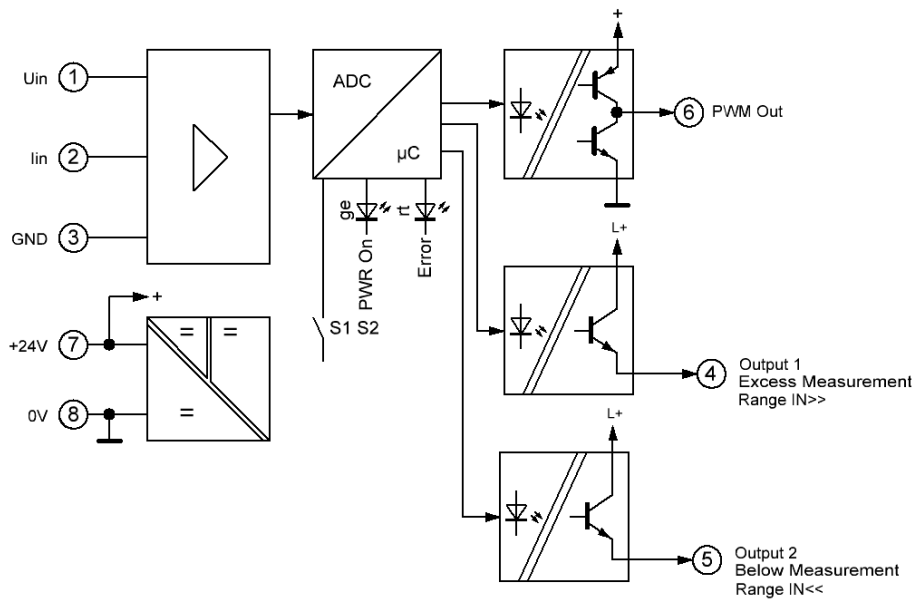 +
Uin 1
ADC
6 PWM Out
Iin 2
µC
GND 3
ge
rt
PWR On
Error
L+
+
S1 S2
+24V 7
= =
4 Output 1
Excess Measurement
Range IN>>
0V 8
=
L+
5 Output 2
Below Measurement
Range IN<<